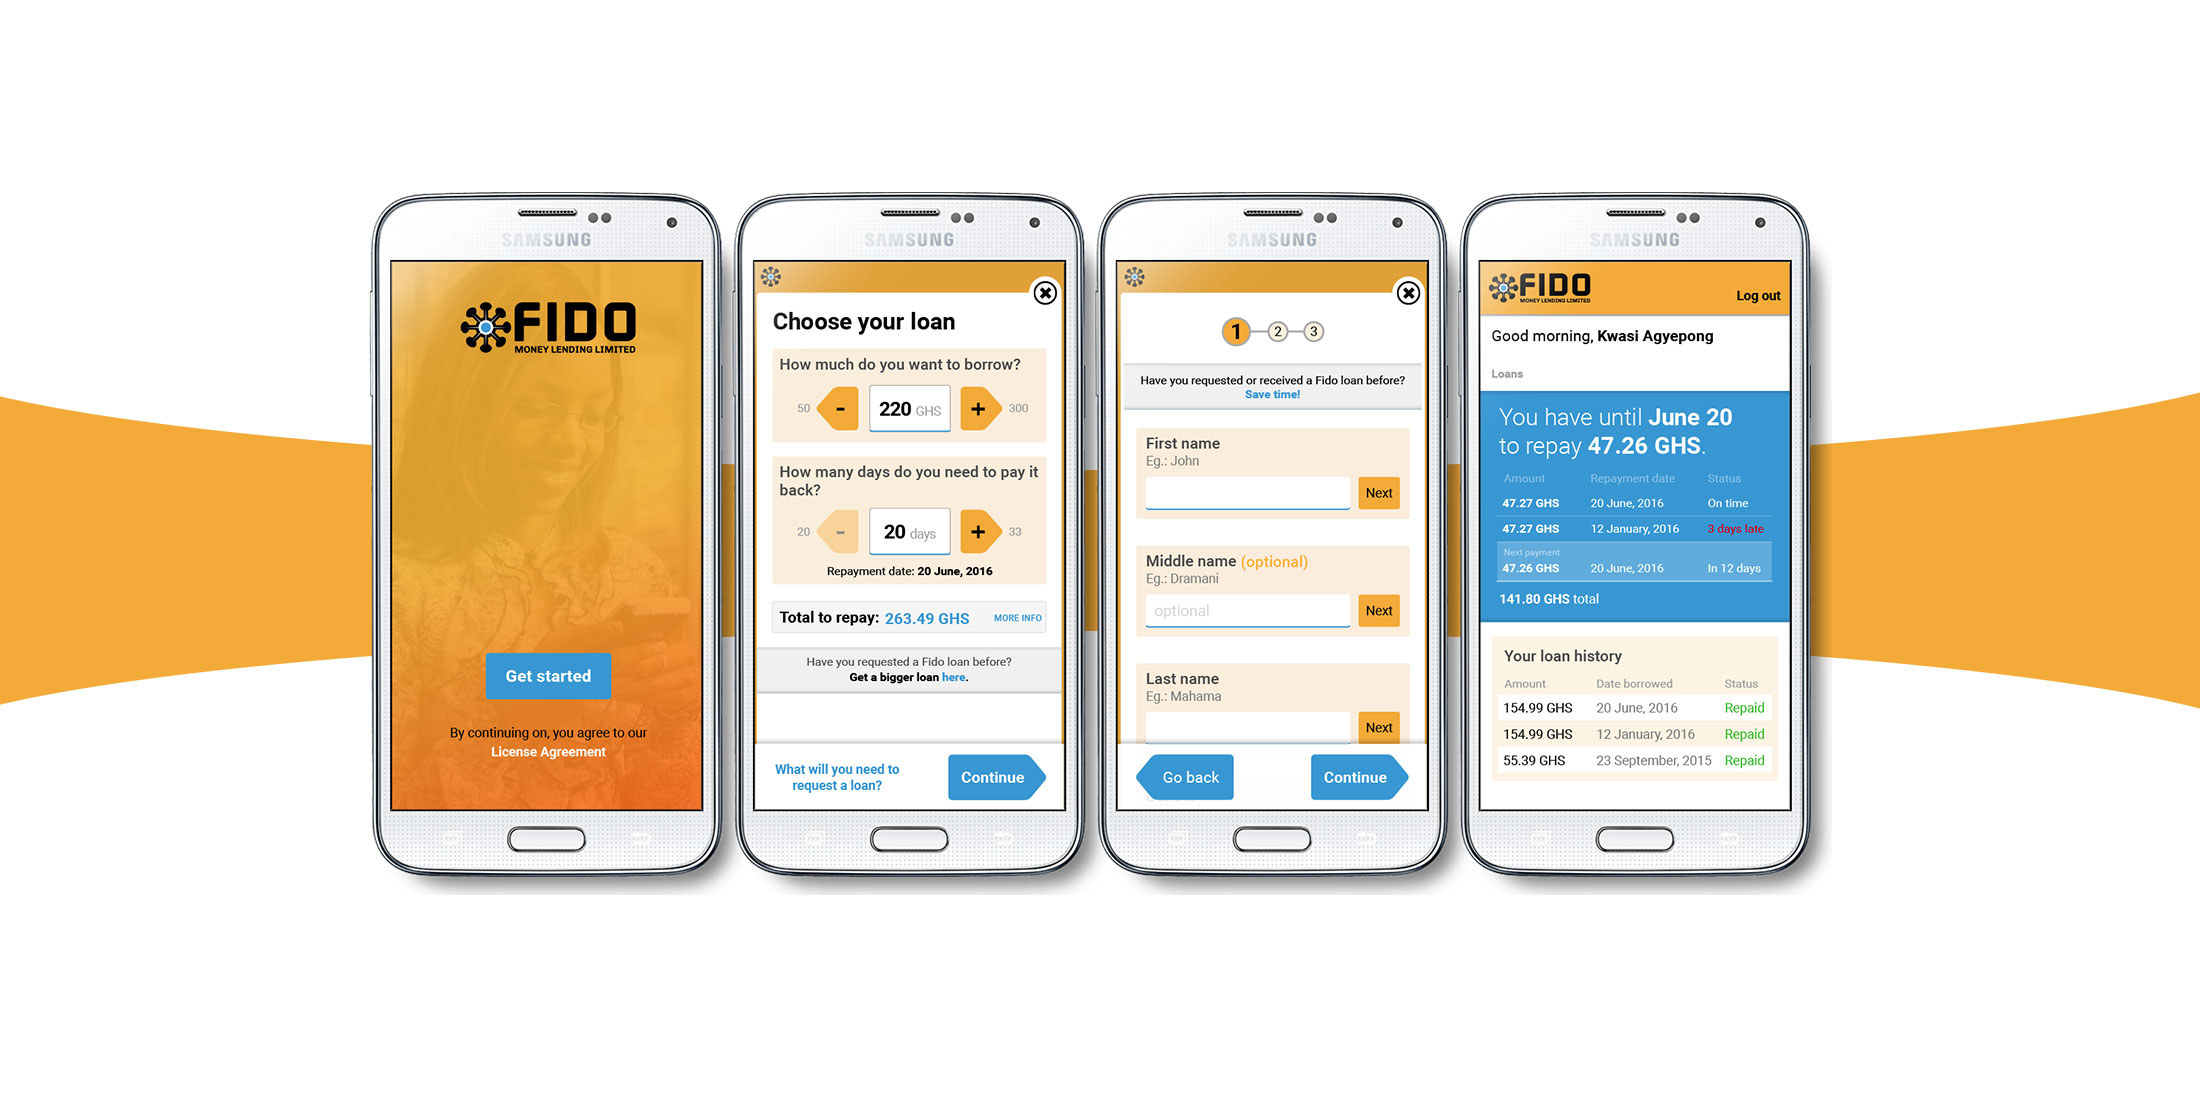 SAMSUNG
FIDO
MONEY LENDING LIMITED
Get started
By continuing on, you agree to our
License Agreement
SAMSUNG
Choose your loan
How much do you want to borrow?
50 - 220 GHS + 300
How many days do you need to pay it
back?
20 - 20 days + 33
Repayment date: 20 June, 2016
Total to repay: 263.49 GHS MORE INFO
Have you requested a Fido loan before?
Get a bigger loan here.
What will you need to
request a loan?
Continue
SAMSUNG
1 2 3
Have you requested or received a Fido loan before?
Save time!
First name
Eg.: John
Next
Middle name (optional)
Eg.: Dramani
optional Next
Last name
Eg.: Mahama
Next
Go back Continue
SAMSUNG
FIDO
MONEY LENDING LIMITED
Log out
Good morning, Kwasi Agyepong
Loans
You have until June 20
to repay 47.26 GHS.
Amount Repayment date Status
47.27 GHS 20 June, 2016 On time
47.27 GHS 12 January, 2016 3 days late
Next payment
47.26 GHS 20 June, 2016 In 12 days
141.80 GHS total
Your loan history
Amount Date borrowed Status
154.99 GHS 20 June, 2016 Repaid
154.99 GHS 12 January, 2016 Repaid
55.39 GHS 23 September, 2015 Repaid